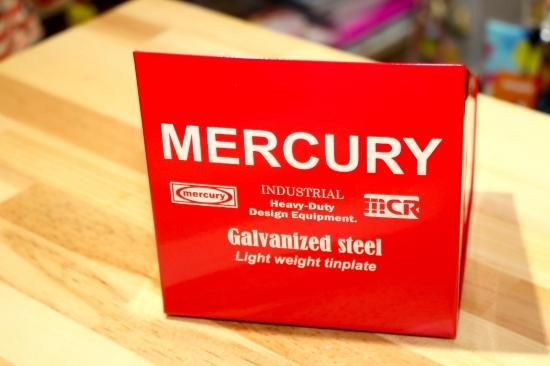 MERCURY
mercury
INDUSTRIAL
Heavy-Duty
Design Equipment.
MCR
Galvanized steel
Light weight tinplate